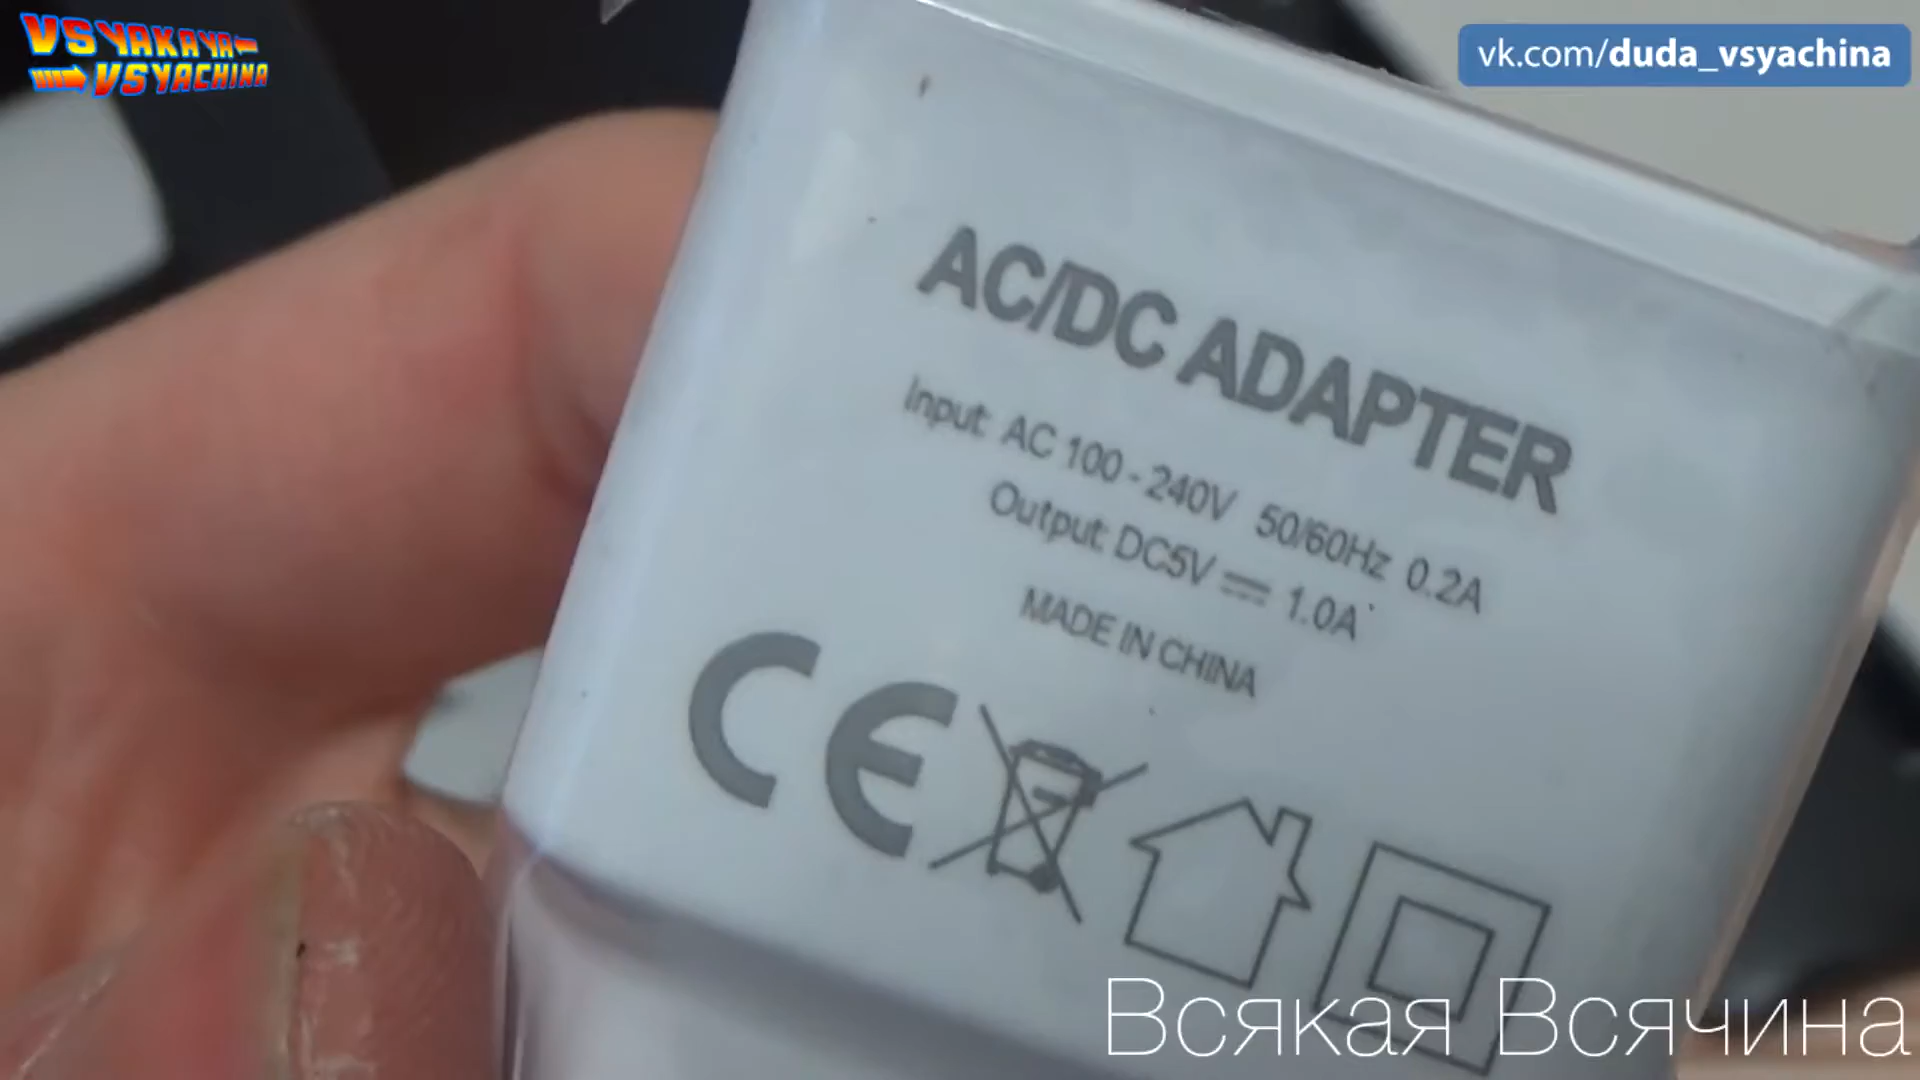 VSYAKAYA
VSYACHINA
vk.com/duda_vsyachina
AC/DC ADAPTER
Input: AC 100 - 240V 50/60Hz 0.2A
Output: DC5V ⎓ 1.0A
MADE IN CHINA
CE
Всякая Всячина